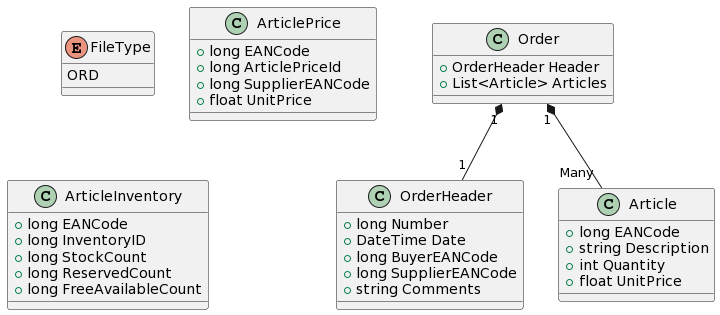 E FileType
ORD
C ArticlePrice
long EANCode
long ArticlePriceId
long SupplierEANCode
float UnitPrice
C Order
OrderHeader Header
List<Article> Articles
1
1
1
Many
C ArticleInventory
long EANCode
long InventoryID
long StockCount
long ReservedCount
long FreeAvailableCount
C OrderHeader
long Number
DateTime Date
long BuyerEANCode
long SupplierEANCode
string Comments
C Article
long EANCode
string Description
int Quantity
float UnitPrice